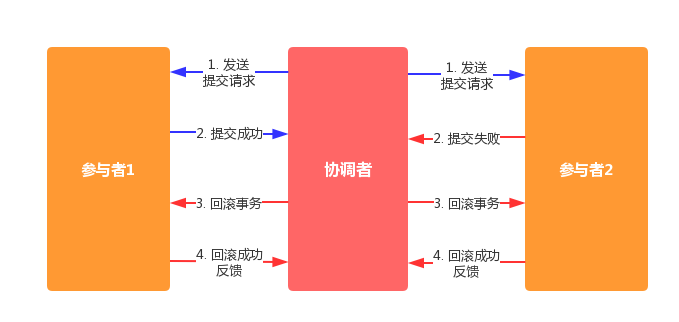 1. 发送
提交请求
1. 发送
提交请求
2. 提交成功
2. 提交失败
参与者1
协调者
参与者2
3. 回滚事务
3. 回滚事务
4. 回滚成功
反馈
4. 回滚成功
反馈